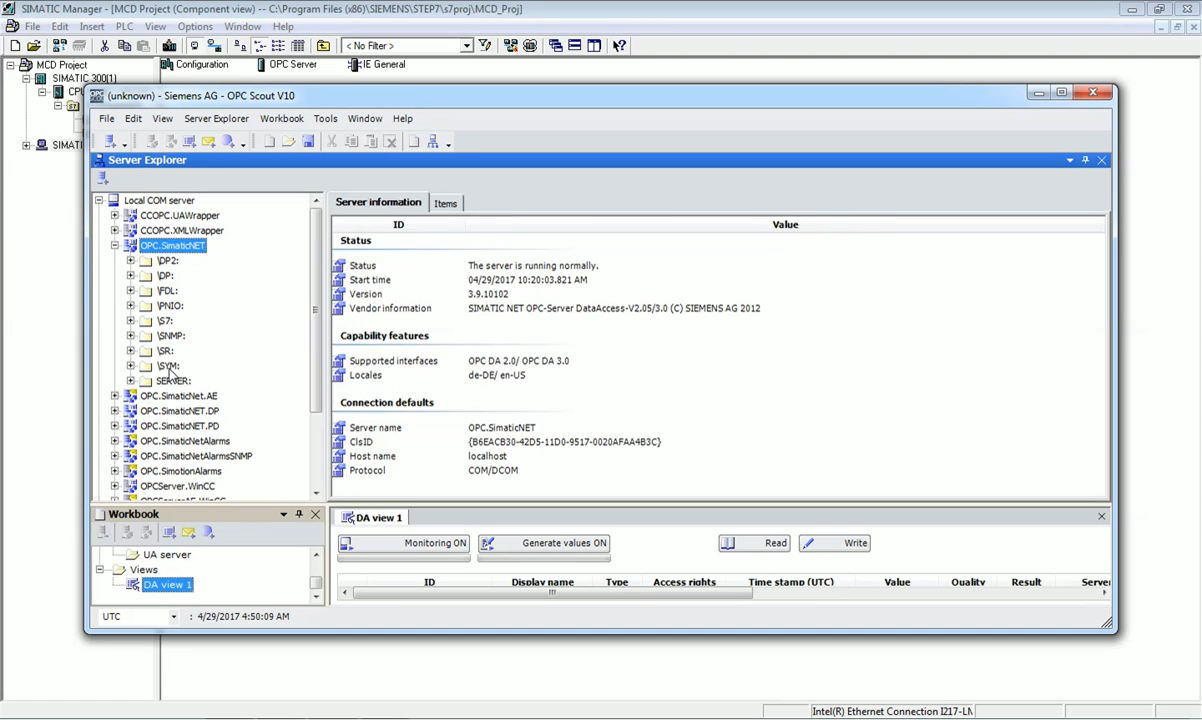 SIMATIC Manager - [MCD Project (Component view) -- C:\Program Files (x86)\SIEMENS\STEP7\s7proj\MCD_Proj]
File Edit Insert PLC View Options Window Help
< No Filter >
MCD Project
Configuration OPC Server IE General
SIMATIC 300(1)
(unknown) - Siemens AG - OPC Scout V10
File Edit View Server Explorer Workbook Tools Window Help
Server Explorer
Local COM server
CCOPC.UAWrapper
CCOPC.XMLWrapper
OPC.SimaticNET
\DP2:
\DP:
\FDL:
\PNIO:
\S7:
\SNMP:
\SR:
\SYM:
SERVER:
OPC.SimaticNet.AE
OPC.SimaticNET.DP
OPC.SimaticNET.PD
OPC.SimaticNetAlarms
OPC.SimaticNetAlarmsSNMP
OPC.SimotionAlarms
OPCServer.WinCC
Server information Items
ID Value
Status
Status The server is running normally.
Start time 04/29/2017 10:20:03.821 AM
Version 3.9.10102
Vendor information SIMATIC NET OPC-Server DataAccess-V2.05/3.0 (C) SIEMENS AG 2012
Capability features
Supported interfaces OPC DA 2.0/ OPC DA 3.0
Locales de-DE/ en-US
Connection defaults
Server name OPC.SimaticNET
ClsID {B6EACB30-42D5-11D0-9517-0020AFAA4B3C}
Host name localhost
Protocol COM/DCOM
Workbook
UA server
Views
DA view 1
DA view 1
Monitoring ON Generate values ON Read Write
ID Display name Type Access rights Time stamp (UTC) Value Quality Result Serve
UTC : 4/29/2017 4:50:09 AM
Intel(R) Ethernet Connection I217-LM